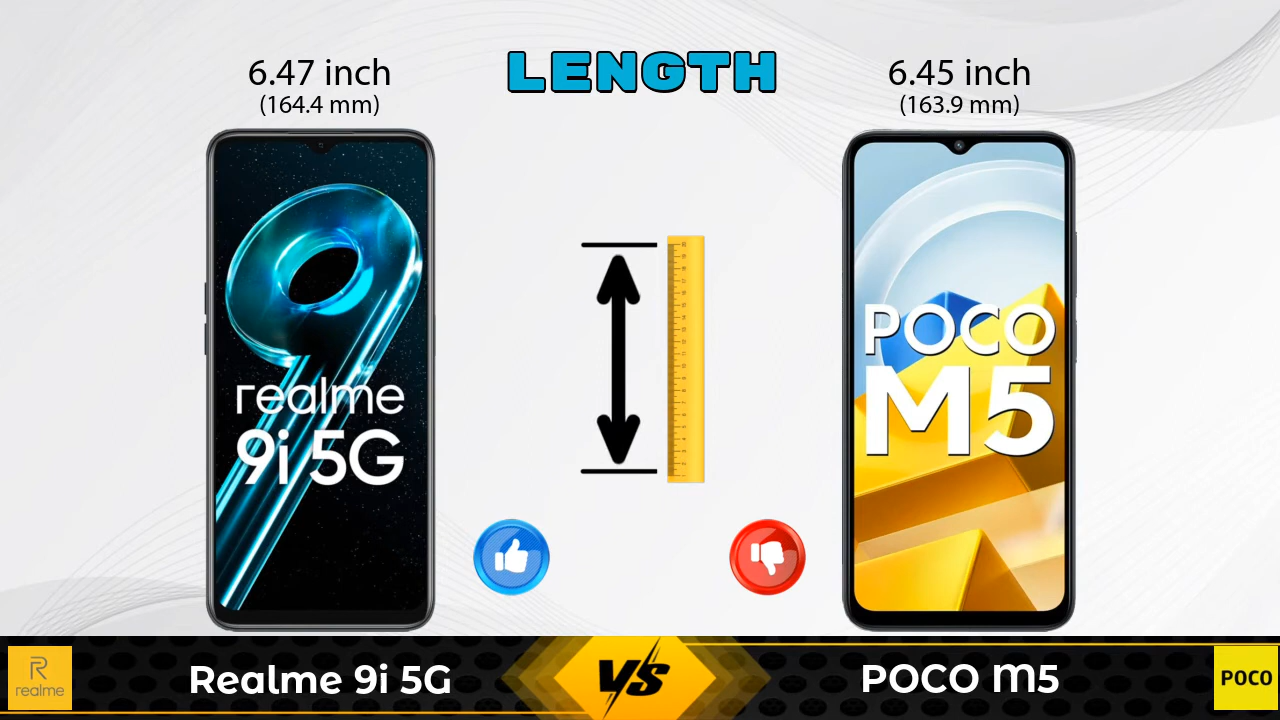 LENGTH
6.47 inch
(164.4 mm)
6.45 inch
(163.9 mm)
realme
9i 5G
POCO
M5
R
realme
Realme 9i 5G
VS
POCO M5
POCO